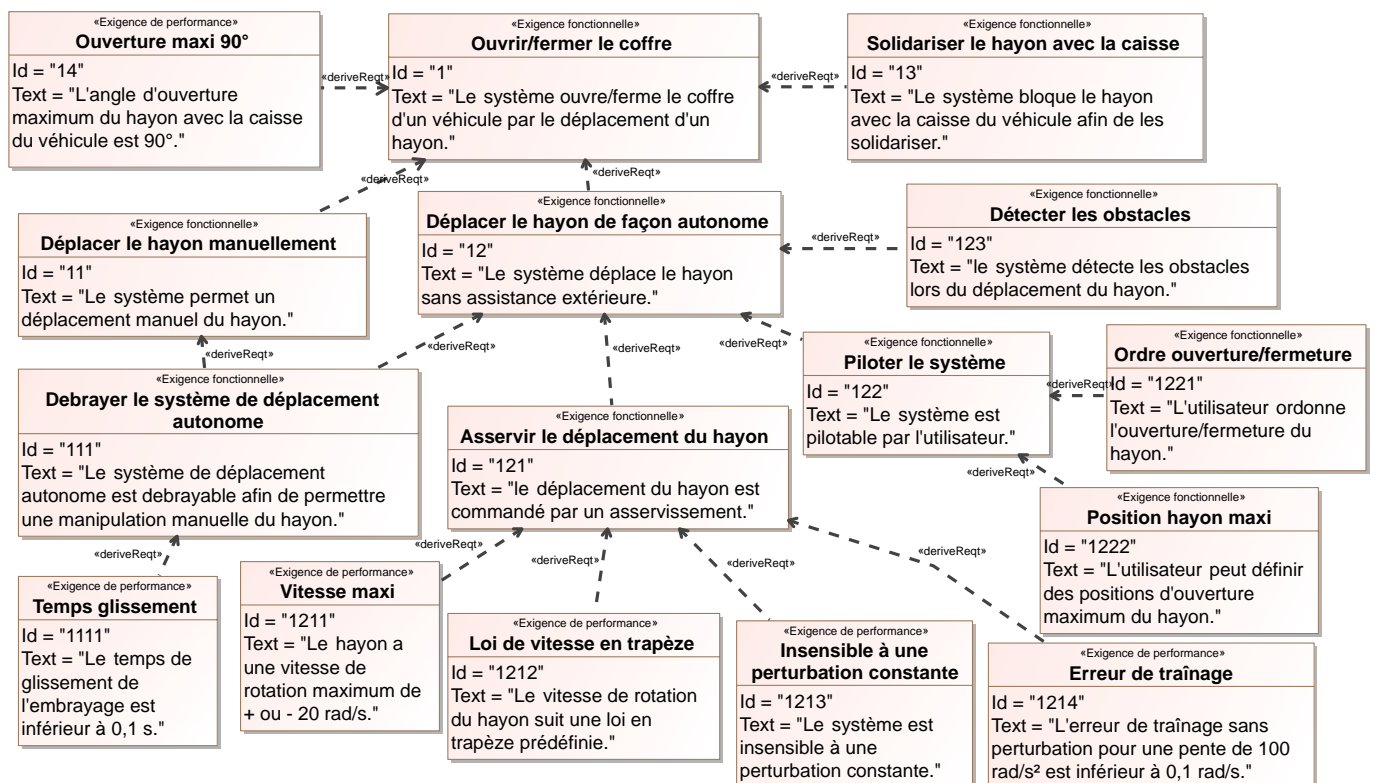 «Exigence de performance»
Ouverture maxi 90°
Id = "14"
Text = "L'angle d'ouverture
maximum du hayon avec la caisse
du véhicule est 90°."
«deriveReqt»
«Exigence fonctionnelle»
Ouvrir/fermer le coffre
Id = "1"
Text = "Le système ouvre/ferme le coffre
d'un véhicule par le déplacement d'un
hayon."
«deriveReqt»
«Exigence fonctionnelle»
Solidariser le hayon avec la caisse
Id = "13"
Text = "Le système bloque le hayon
avec la caisse du véhicule afin de les
solidariser."
«deriveReqt»
«deriveReqt»
«Exigence fonctionnelle»
Déplacer le hayon manuellement
Id = "11"
Text = "Le système permet un
déplacement manuel du hayon."
«Exigence fonctionnelle»
Déplacer le hayon de façon autonome
Id = "12"
Text = "Le système déplace le hayon
sans assistance extérieure."
«deriveReqt»
«Exigence fonctionnelle»
Détecter les obstacles
Id = "123"
Text = "le système détecte les obstacles
lors du déplacement du hayon."
«deriveReqt»
«deriveReqt»
«deriveReqt»
«deriveReqt»
«Exigence fonctionnelle»
Debrayer le système de déplacement
autonome
Id = "111"
Text = "Le système de déplacement
autonome est debrayable afin de permettre
une manipulation manuelle du hayon."
«Exigence fonctionnelle»
Asservir le déplacement du hayon
Id = "121"
Text = "le déplacement du hayon est
commandé par un asservissement."
«Exigence fonctionnelle»
Piloter le système
Id = "122"
Text = "Le système est
pilotable par l'utilisateur."
«deriveReqt»
«Exigence fonctionnelle»
Ordre ouverture/fermeture
Id = "1221"
Text = "L'utilisateur ordonne
l'ouverture/fermeture du
hayon."
«deriveReqt»
«Exigence fonctionnelle»
Position hayon maxi
Id = "1222"
Text = "L'utilisateur peut définir
des positions d'ouverture
maximum du hayon."
«deriveReqt»
«deriveReqt»
«deriveReqt»
«deriveReqt»
«deriveReqt»
«Exigence de performance»
Temps glissement
Id = "1111"
Text = "Le temps de
glissement de
l'embrayage est
inférieur à 0,1 s."
«Exigence de performance»
Vitesse maxi
Id = "1211"
Text = "Le hayon a
une vitesse de
rotation maximum de
+ ou - 20 rad/s."
«Exigence de performance»
Loi de vitesse en trapèze
Id = "1212"
Text = "Le vitesse de rotation
du hayon suit une loi en
trapèze prédéfinie."
«Exigence de performance»
Insensible à une
perturbation constante
Id = "1213"
Text = "Le système est
insensible à une
perturbation constante."
«Exigence de performance»
Erreur de traînage
Id = "1214"
Text = "L'erreur de traînage sans
perturbation pour une pente de 100
rad/s² est inférieur à 0,1 rad/s."